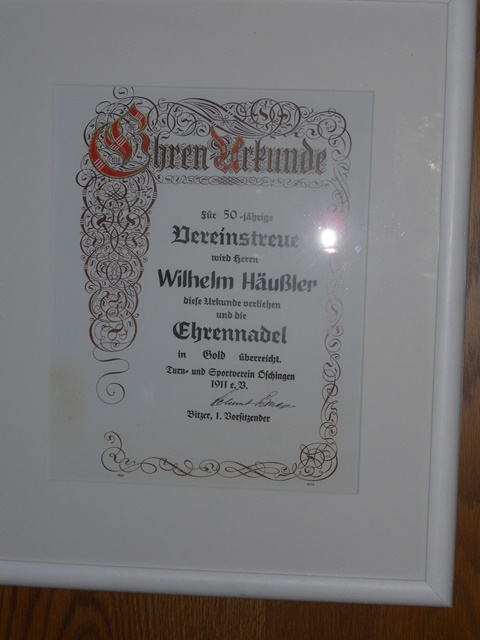 Ehren-Urkunde
Für 50-jährige
Vereinstreue
wird Herrn
Wilhelm Häußler
diese Urkunde verliehen
und die
Ehrennadel
in Gold überreicht.
Turn- und Sportverein Öschingen
1911 e.V.
Bitzer, 1. Vorsitzender